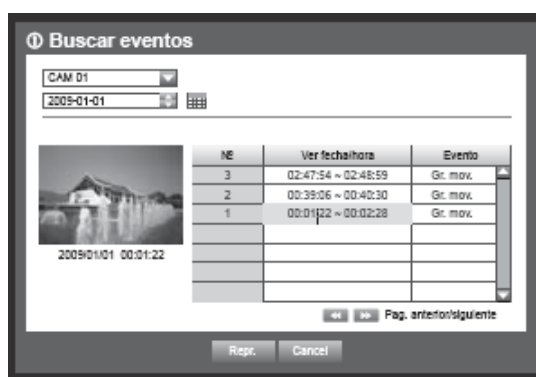 ① Buscar eventos
CAM 01
2009-01-01
Nº Ver fecha/hora Evento
3 02:47:54 ~ 02:48:59 Gr. mov.
2 00:39:06 ~ 00:40:30 Gr. mov.
1 00:01:22 ~ 00:02:28 Gr. mov.
2009/01/01 00:01:22
Pag. anterior/siguiente
Repr. Cancel